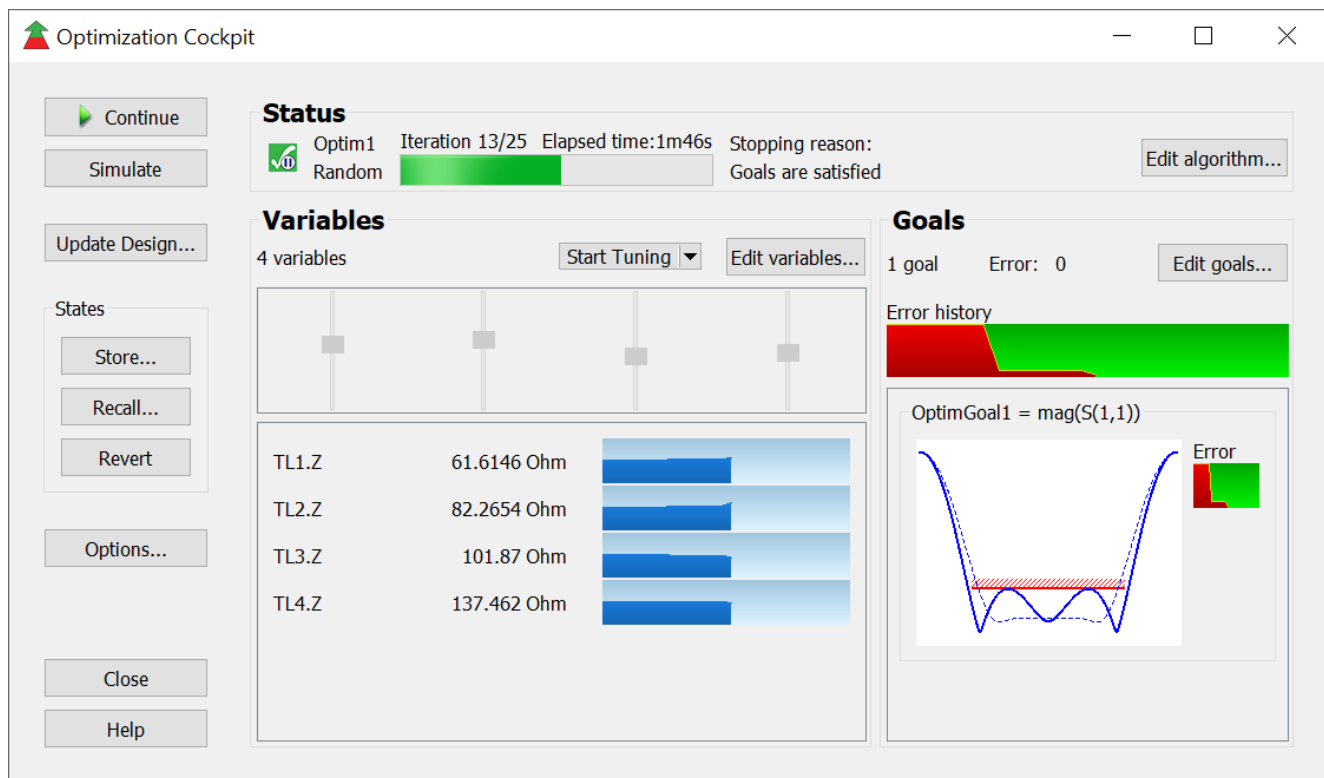 Optimization Cockpit
Continue
Simulate
Update Design...
States
Store...
Recall...
Revert
Options...
Close
Help
Status
Optim1
Random
Iteration 13/25 Elapsed time:1m46s
Stopping reason:
Goals are satisfied
Edit algorithm...
Variables
4 variables
Start Tuning
Edit variables...
TL1.Z 61.6146 Ohm
TL2.Z 82.2654 Ohm
TL3.Z 101.87 Ohm
TL4.Z 137.462 Ohm
Goals
1 goal Error: 0
Edit goals...
Error history
OptimGoal1 = mag(S(1,1))
Error